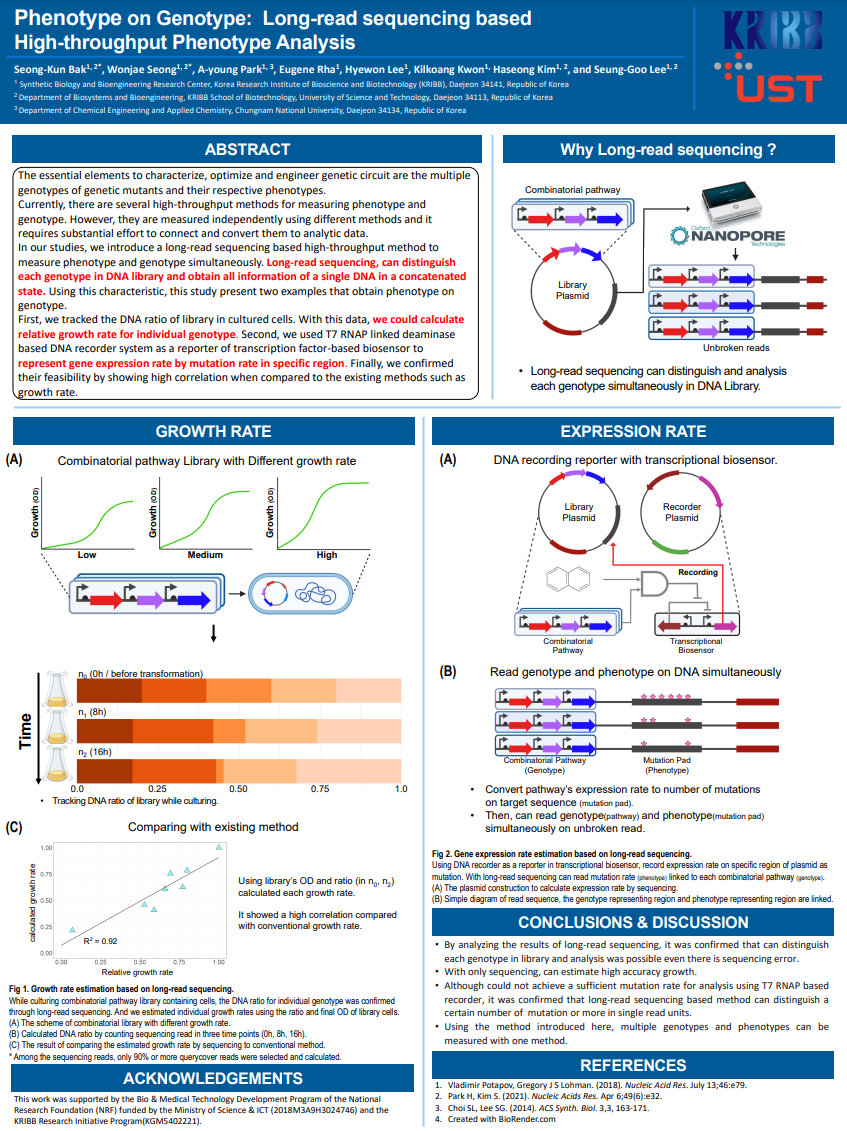 Phenotype on Genotype: Long-read sequencing based
High-throughput Phenotype Analysis
Seong-Kun Bak1, 2*, Wonjae Seong1, 2*, A-young Park1, 3, Eugene Rha1, Hyewon Lee1, Kilkoang Kwon1, Haseong Kim1, 2, and Seung-Goo Lee1, 2
1 Synthetic Biology and Bioengineering Research Center, Korea Research Institute of Bioscience and Biotechnology (KRIBB), Daejeon 34141, Republic of Korea
2 Department of Biosystems and Bioengineering, KRIBB School of Biotechnology, University of Science and Technology, Daejeon 34113, Republic of Korea
3 Department of Chemical Engineering and Applied Chemistry, Chungnam National University, Daejeon 34134, Republic of Korea
KRIBB
UST
ABSTRACT
The essential elements to characterize, optimize and engineer genetic circuit are the multiple
genotypes of genetic mutants and their respective phenotypes.
Currently, there are several high-throughput methods for measuring phenotype and
genotype. However, they are measured independently using different methods and it
requires substantial effort to connect and convert them to analytic data.
In our studies, we introduce a long-read sequencing based high-throughput method to
measure phenotype and genotype simultaneously. Long-read sequencing, can distinguish
each genotype in DNA library and obtain all information of a single DNA in a concatenated
state. Using this characteristic, this study present two examples that obtain phenotype on
genotype.
First, we tracked the DNA ratio of library in cultured cells. With this data, we could calculate
relative growth rate for individual genotype. Second, we used T7 RNAP linked deaminase
based DNA recorder system as a reporter of transcription factor-based biosensor to
represent gene expression rate by mutation rate in specific region. Finally, we confirmed
their feasibility by showing high correlation when compared to the existing methods such as
growth rate.
Why Long-read sequencing ?
Combinatorial pathway
Library
Plasmid
Oxford
NANOPORE
Technologies
Unbroken reads
• Long-read sequencing can distinguish and analysis
each genotype simultaneously in DNA Library.
GROWTH RATE
(A)
Combinatorial pathway Library with Different growth rate
Growth (OD)
Growth (OD)
Growth (OD)
Low
Medium
High
Time
n0 (0h / before transformation)
n1 (8h)
n2 (16h)
0.0 0.25 0.50 0.75 1.0
• Tracking DNA ratio of library while culturing.
(C)
Comparing with existing method
calculated growth rate
1.00
0.75
0.50
0.25
0.00
R2 = 0.92
0.00 0.25 0.50 0.75 1.00
Relative growth rate
Using library's OD and ratio (in n0, n2)
calculated each growth rate.
It showed a high correlation compared
with conventional growth rate.
Fig 1. Growth rate estimation based on long-read sequencing.
While culturing combinatorial pathway library containing cells, the DNA ratio for individual genotype was confirmed
through long-read sequencing. And we estimated individual growth rates using the ratio and final OD of library cells.
(A) The scheme of combinatorial library with different growth rate.
(B) Calculated DNA ratio by counting sequencing read in three time points (0h, 8h, 16h).
(C) The result of comparing the estimated growth rate by sequencing to conventional method.
* Among the sequencing reads, only 90% or more querycover reads were selected and calculated.
ACKNOWLEDGEMENTS
This work was supported by the Bio & Medical Technology Development Program of the National
Research Foundation (NRF) funded by the Ministry of Science & ICT (2018M3A9H3024746) and the
KRIBB Research Initiative Program(KGM5402221).
EXPRESSION RATE
(A)
DNA recording reporter with transcriptional biosensor.
Library
Plasmid
Recorder
Plasmid
Recording
Combinatorial
Pathway
Transcriptional
Biosensor
(B)
Read genotype and phenotype on DNA simultaneously
Combinatorial Pathway
(Genotype)
Mutation Pad
(Phenotype)
• Convert pathway's expression rate to number of mutations
on target sequence (mutation pad).
• Then, can read genotype(pathway) and phenotype(mutation pad)
simultaneously on unbroken read.
Fig 2. Gene expression rate estimation based on long-read sequencing.
Using DNA recorder as a reporter in transcriptional biosensor, record expression rate on specific region of plasmid as
mutation. With long-read sequencing can read mutation rate (phenotype) linked to each combinatorial pathway (genotype).
(A) The plasmid construction to calculate expression rate by sequencing.
(B) Simple diagram of read sequence, the genotype representing region and phenotype representing region are linked.
CONCLUSIONS & DISCUSSION
• By analyzing the results of long-read sequencing, it was confirmed that can distinguish
each genotype in library and analysis was possible even there is sequencing error.
• With only sequencing, can estimate high accuracy growth.
• Although could not achieve a sufficient mutation rate for analysis using T7 RNAP based
recorder, it was confirmed that long-read sequencing based method can distinguish a
certain number of mutation or more in single read units.
• Using the method introduced here, multiple genotypes and phenotypes can be
measured with one method.
REFERENCES
1. Vladimir Potapov, Gregory J S Lohman. (2018). Nucleic Acid Res. July 13;46:e79.
2. Park H, Kim S. (2021). Nucleic Acids Res. Apr 6;49(6):e32.
3. Choi SL, Lee SG. (2014). ACS Synth. Biol. 3,3, 163-171.
4. Created with BioRender.com